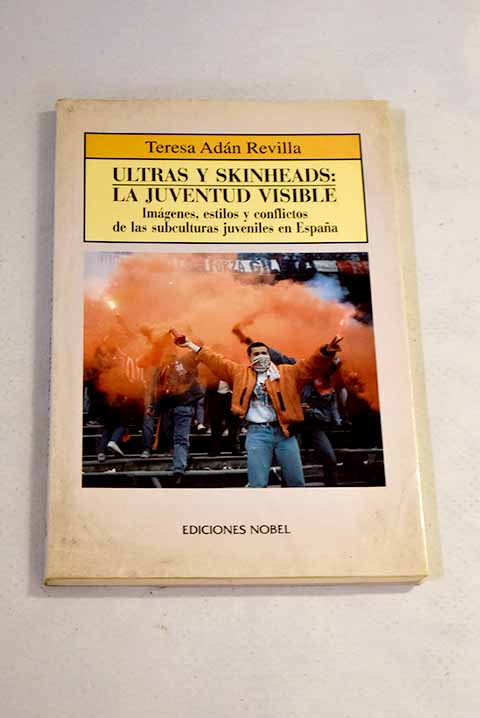 Teresa Adán Revilla
ULTRAS Y SKINHEADS:
LA JUVENTUD VISIBLE
Imágenes, estilos y conflictos
de las subculturas juveniles en España
FORZA
EDICIONES NOBEL